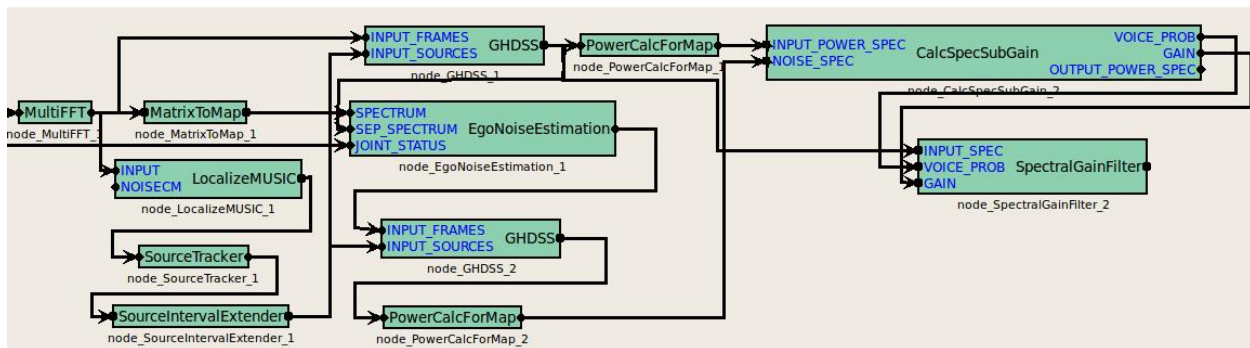 INPUT_FRAMES
INPUT_SOURCES
GHDSS
node_GHDSS_1
PowerCalcForMap
node_PowerCalcForMap_1
INPUT_POWER_SPEC
NOISE_SPEC
CalcSpecSubGain
VOICE_PROB
GAIN
OUTPUT_POWER_SPEC
node_CalcSpecSubGain_2
MultiFFT
node_MultiFFT_1
MatrixToMap
node_MatrixToMap_1
SPECTRUM
SEP_SPECTRUM
JOINT_STATUS
EgoNoiseEstimation
node_EgoNoiseEstimation_1
INPUT_SPEC
VOICE_PROB
GAIN
SpectralGainFilter
node_SpectralGainFilter_2
INPUT
NOISECM
LocalizeMUSIC
node_LocalizeMUSIC_1
INPUT_FRAMES
INPUT_SOURCES
GHDSS
node_GHDSS_2
SourceTracker
node_SourceTracker_1
SourceIntervalExtender
node_SourceIntervalExtender_1
PowerCalcForMap
node_PowerCalcForMap_2